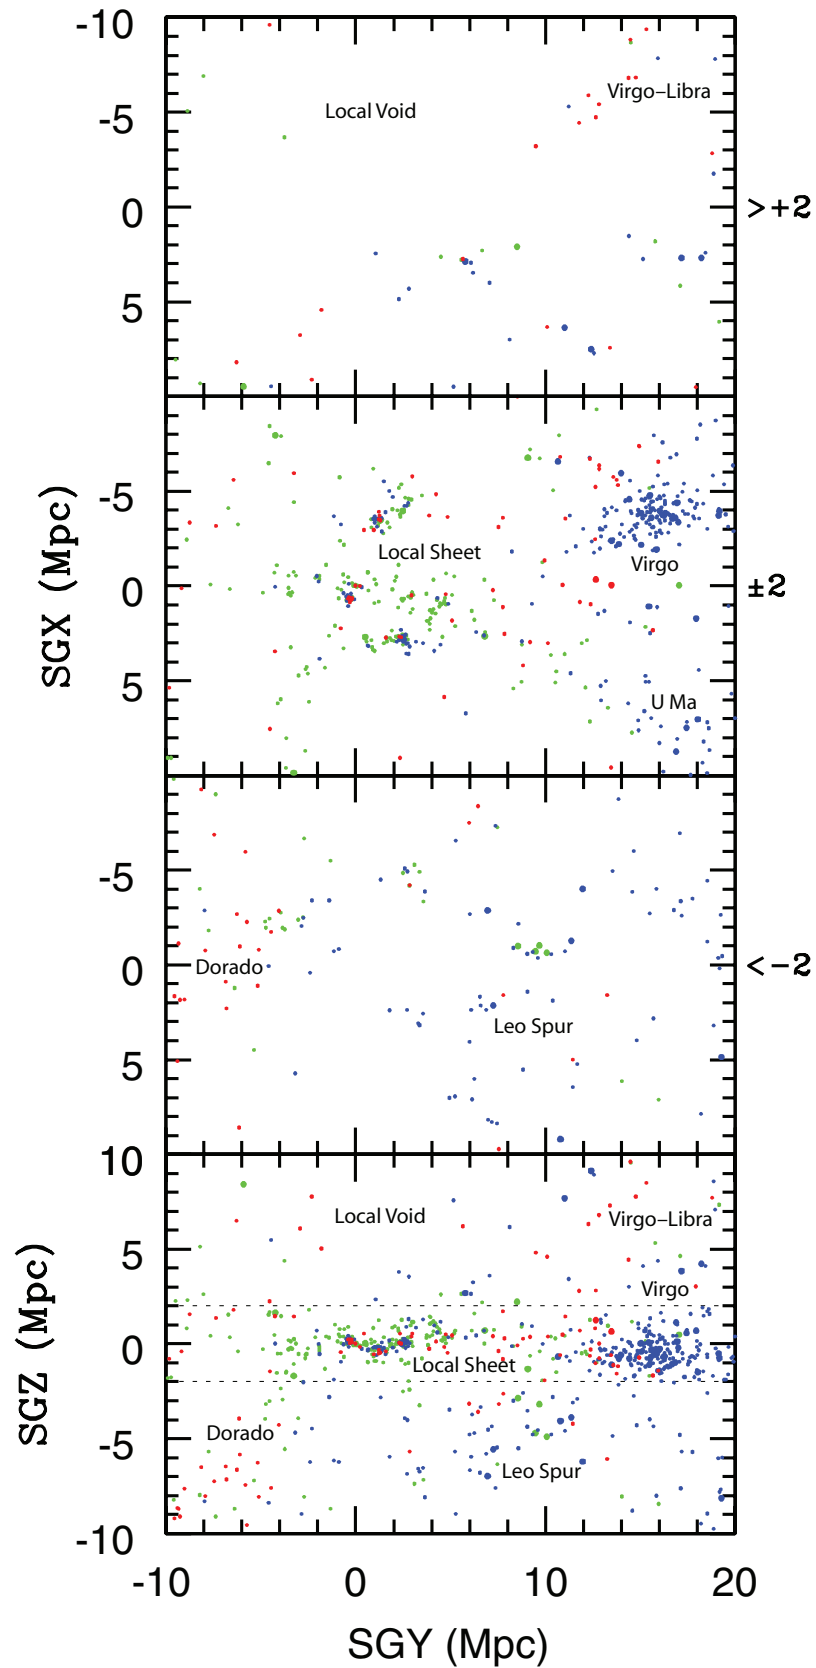 -10
-5
0
5
Local Void
Virgo–Libra
>+2
-5
0
5
Local Sheet
Virgo
U Ma
±2
SGX (Mpc)
-5
0
5
Dorado
Leo Spur
<-2
10
5
0
-5
-10
Local Void
Virgo–Libra
Virgo
Local Sheet
Dorado
Leo Spur
SGZ (Mpc)
-10
0
10
20
SGY (Mpc)